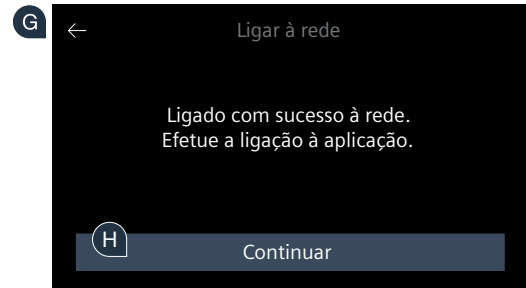 G
← Ligar à rede
Ligado com sucesso à rede.
Efetue a ligação à aplicação.
H
Continuar